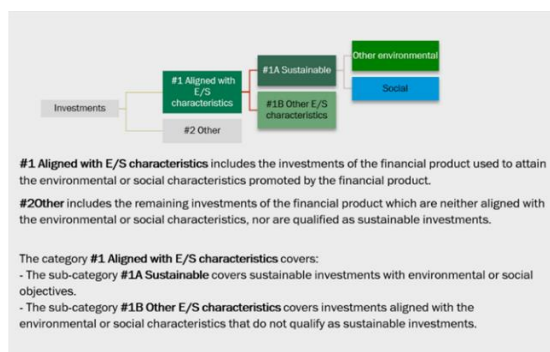 Other environmental
#1A Sustainable
#1 Aligned with
E/S
characteristics
Social
Investments
#1B Other E/S
characteristics
#2 Other
#1 Aligned with E/S characteristics includes the investments of the financial product used to attain
the environmental or social characteristics promoted by the financial product.
#2Other includes the remaining investments of the financial product which are neither aligned with
the environmental or social characteristics, nor are qualified as sustainable investments.
The category #1 Aligned with E/S characteristics covers:
- The sub-category #1A Sustainable covers sustainable investments with environmental or social
objectives.
- The sub-category #1B Other E/S characteristics covers investments aligned with the
environmental or social characteristics that do not qualify as sustainable investments.